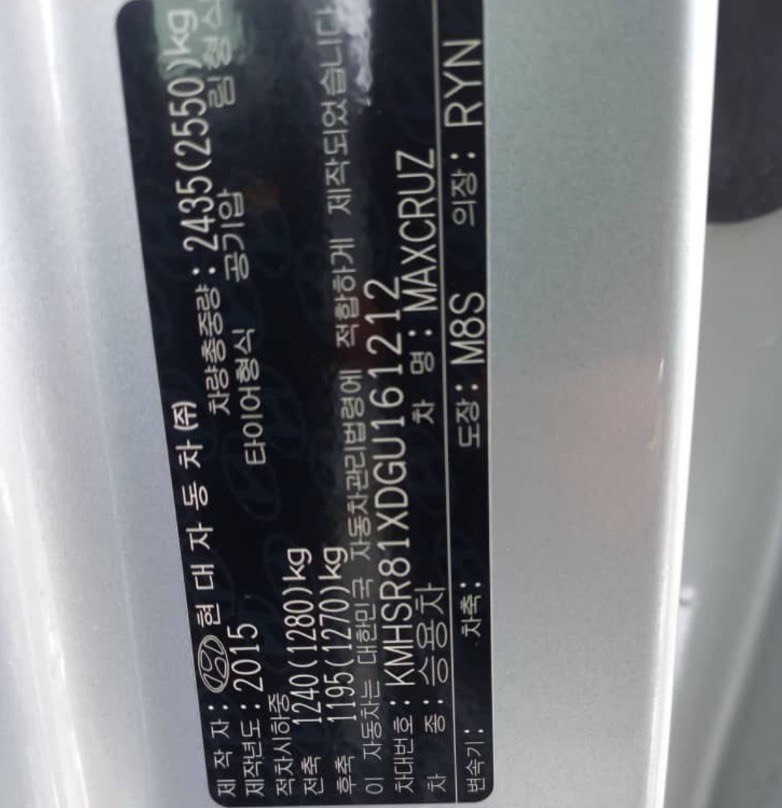 제 작 자 : 현 대 자 동 차 (주)
제작년도 : 2015 차량총중량 : 2435(2550)kg
적차시하중 타이어형식 공기압 림형식
전축 1240(1280)kg
후축 1195(1270)kg
이 자동차는 대한민국 자동차관리법령에 적합하게 제작되었습니다
차대번호 : KMHSR81XDGU161212
차 종 : 승용차 차 명 : MAXCRUZ
변속기 : 차축 : 도장 : M8S 의장 : RYN